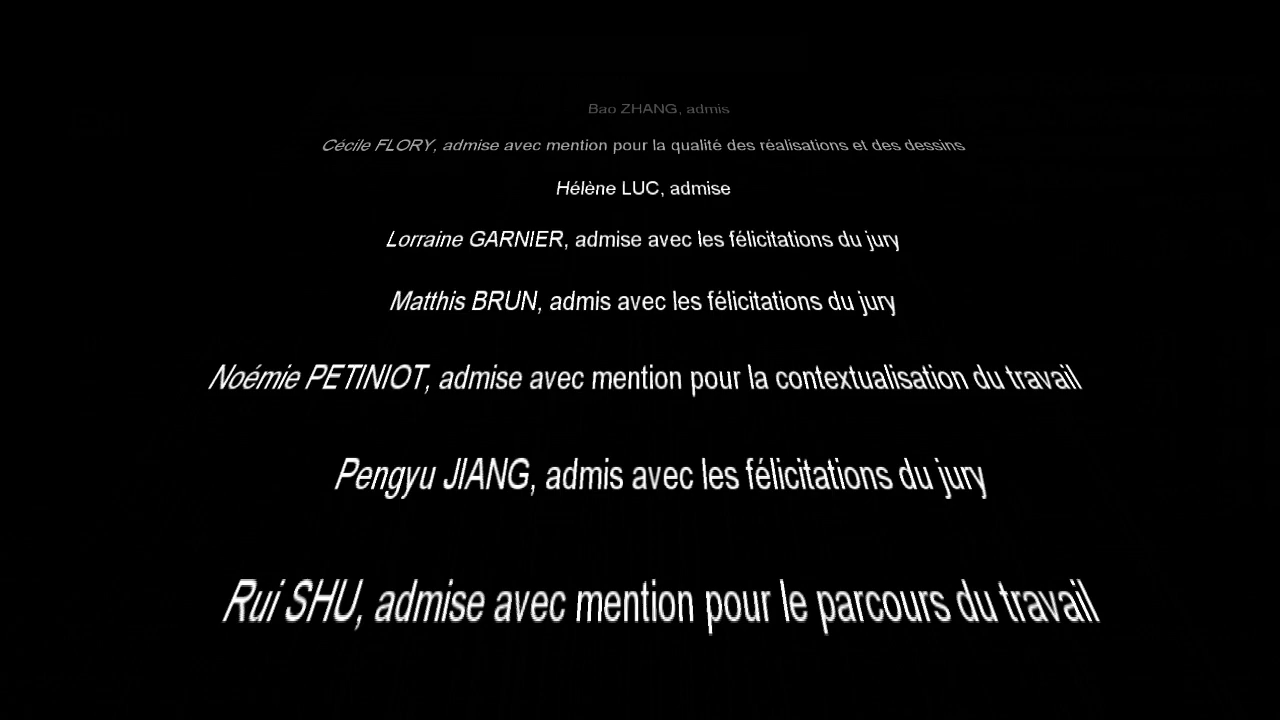 Bao ZHANG, admis
Cécile FLORY, admise avec mention pour la qualité des réalisations et des dessins
Hélène LUC, admise
Lorraine GARNIER, admise avec les félicitations du jury
Matthis BRUN, admis avec les félicitations du jury
Noémie PETINIOT, admise avec mention pour la contextualisation du travail
Pengyu JIANG, admis avec les félicitations du jury
Rui SHU, admise avec mention pour le parcours du travail